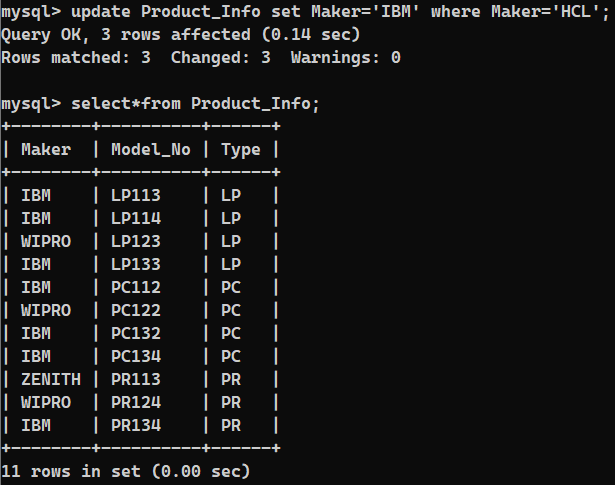 mysql> update Product_Info set Maker='IBM' where Maker='HCL';
Query OK, 3 rows affected (0.14 sec)
Rows matched: 3  Changed: 3  Warnings: 0

mysql> select*from Product_Info;
+--------+----------+------+
| Maker  | Model_No | Type |
+--------+----------+------+
| IBM    | LP113    | LP   |
| IBM    | LP114    | LP   |
| WIPRO  | LP123    | LP   |
| IBM    | LP133    | LP   |
| IBM    | PC112    | PC   |
| WIPRO  | PC122    | PC   |
| IBM    | PC132    | PC   |
| IBM    | PC134    | PC   |
| ZENITH | PR113    | PR   |
| WIPRO  | PR124    | PR   |
| IBM    | PR134    | PR   |
+--------+----------+------+
11 rows in set (0.00 sec)